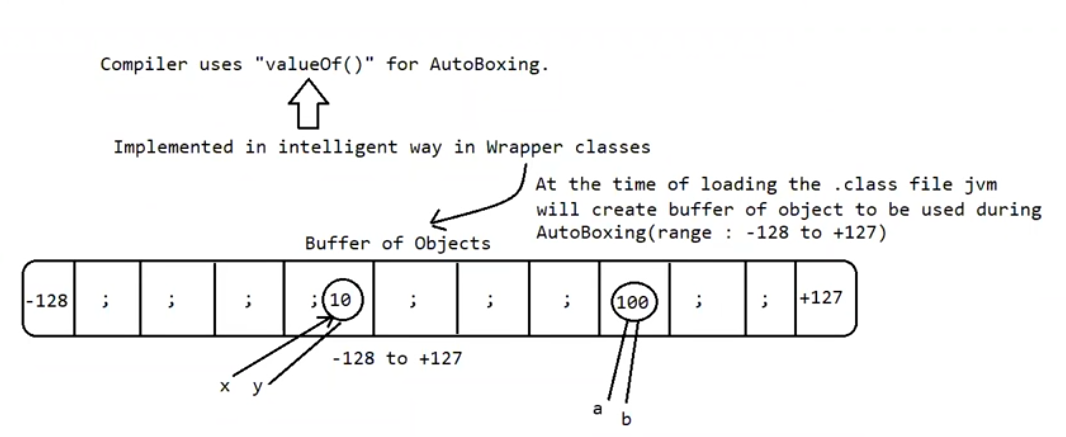 Compiler uses "valueOf()" for AutoBoxing.
Implemented in intelligent way in Wrapper classes
At the time of loading the .class file jvm
will create buffer of object to be used during
AutoBoxing(range : -128 to +127)
Buffer of Objects
-128 ; ; ; ; 10 ; ; ; 100 ; ; +127
-128 to +127
x y
a b